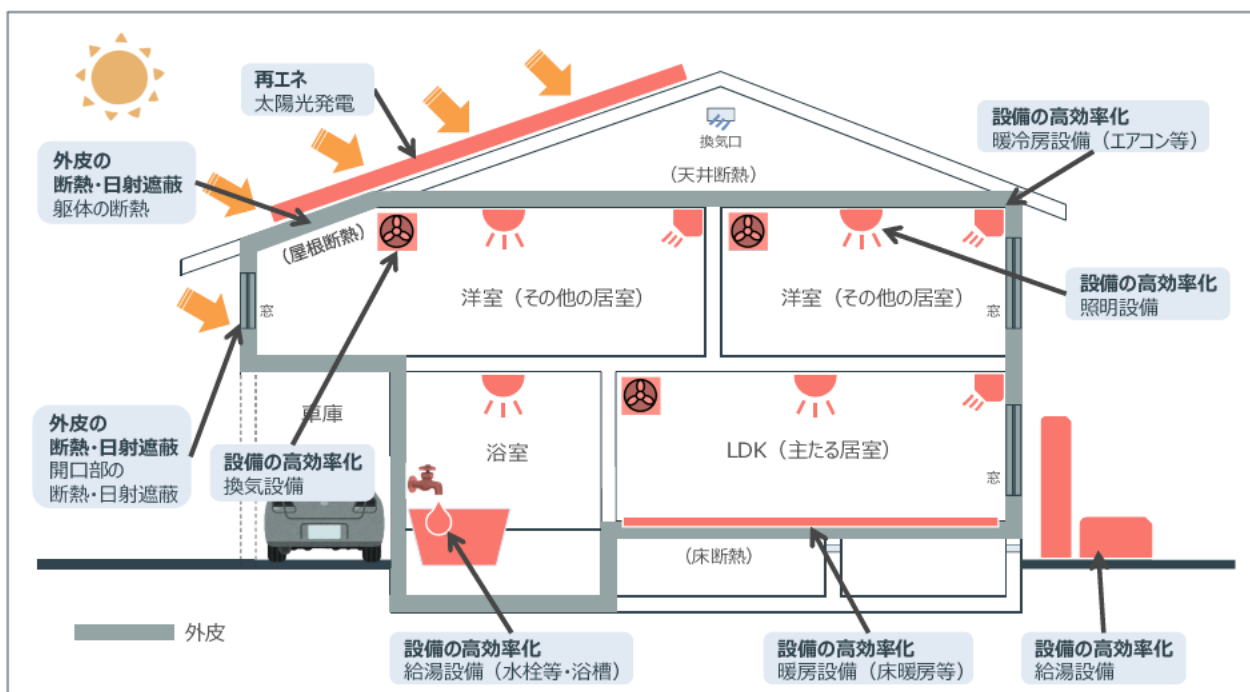 再エネ
太陽光発電
換気口
設備の高効率化
暖冷房設備（エアコン等）
外皮の
断熱・日射遮蔽
躯体の断熱
（天井断熱）
（屋根断熱）
窓
洋室（その他の居室）
洋室（その他の居室）
窓
設備の高効率化
照明設備
外皮の
断熱・日射遮蔽
開口部の
断熱・日射遮蔽
車庫
設備の高効率化
換気設備
浴室
LDK（主たる居室）
窓
（床断熱）
外皮
設備の高効率化
給湯設備（水栓等・浴槽）
設備の高効率化
暖房設備（床暖房等）
設備の高効率化
給湯設備